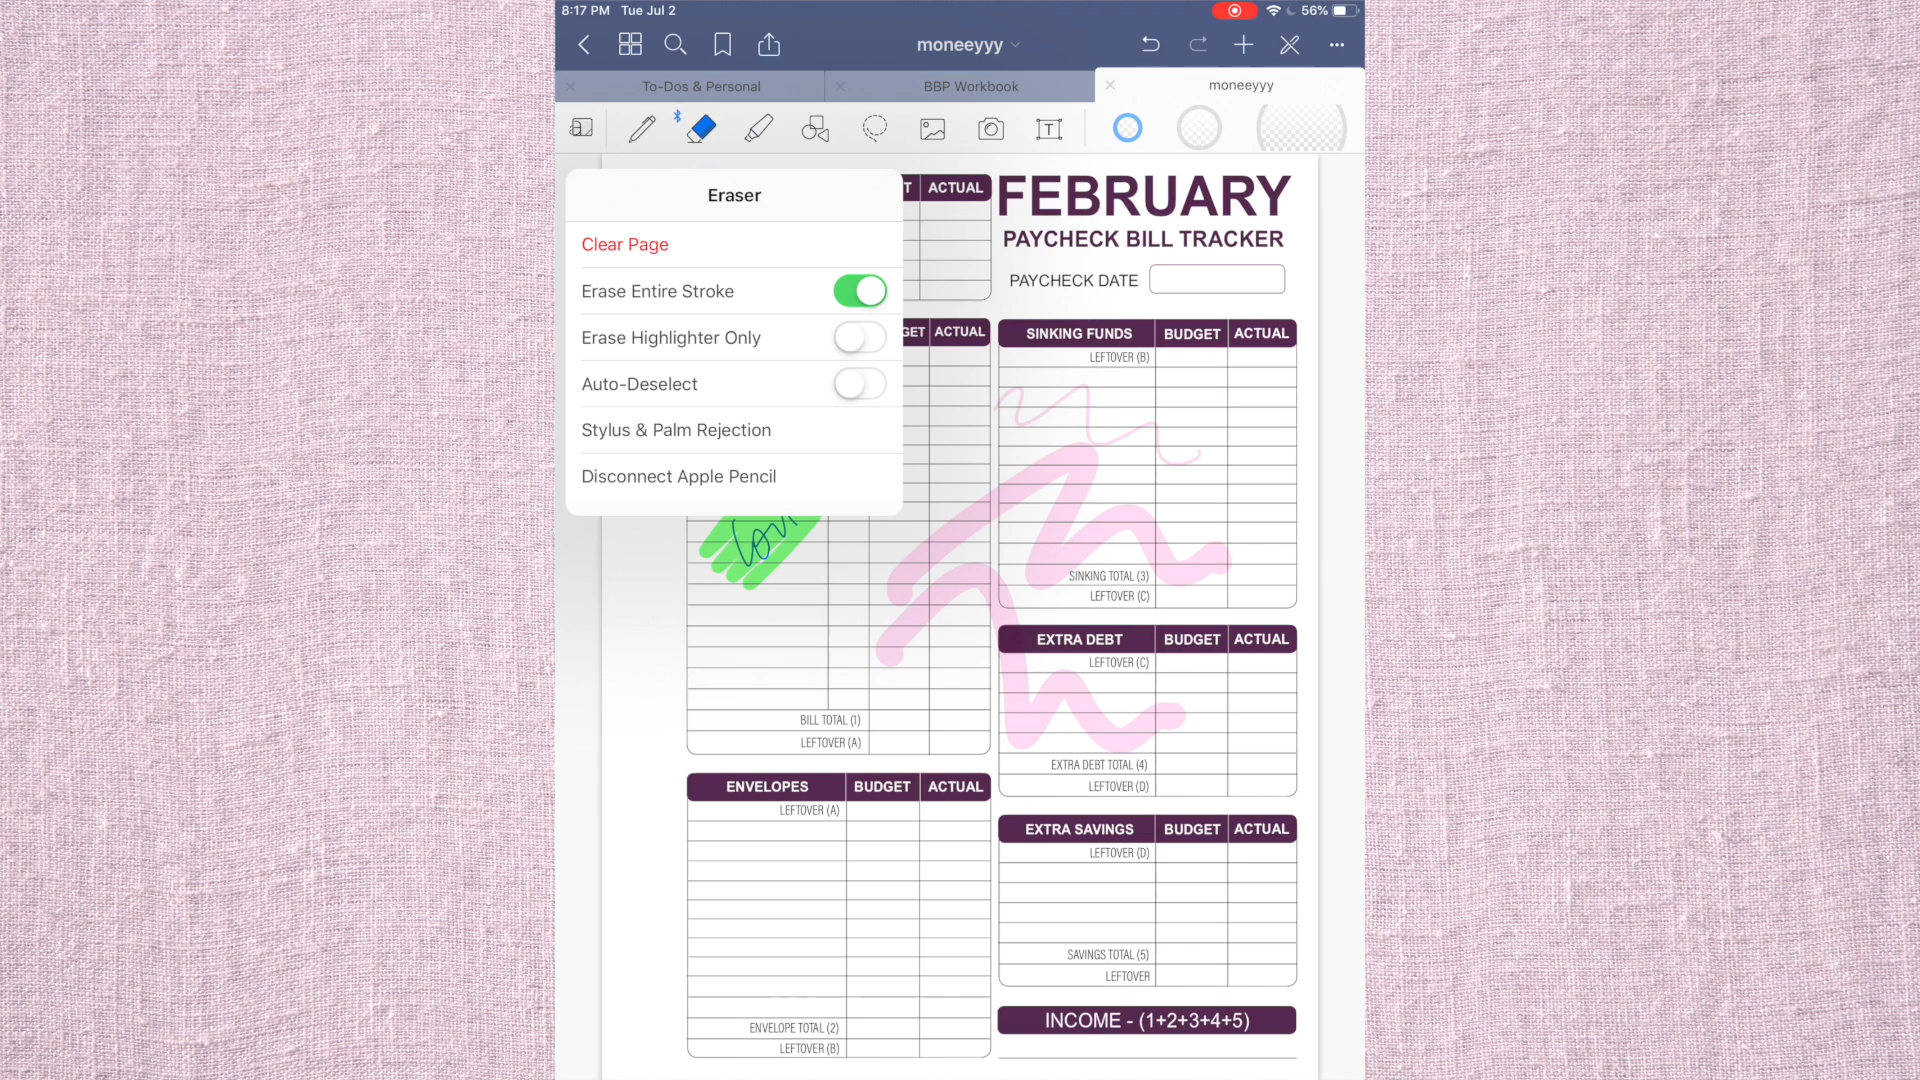 8:17 PM Tue Jul 2
56%
moneeyyy
To-Dos & Personal
BBP Workbook
moneeyyy
T
Eraser
Clear Page
Erase Entire Stroke
Erase Highlighter Only
Auto-Deselect
Stylus & Palm Rejection
Disconnect Apple Pencil
T ACTUAL
FEBRUARY
PAYCHECK BILL TRACKER
PAYCHECK DATE
GET ACTUAL
BILL TOTAL (1)
LEFTOVER (A)
ENVELOPES BUDGET ACTUAL
LEFTOVER (A)
ENVELOPE TOTAL (2)
LEFTOVER (B)
SINKING FUNDS BUDGET ACTUAL
LEFTOVER (B)
SINKING TOTAL (3)
LEFTOVER (C)
EXTRA DEBT BUDGET ACTUAL
LEFTOVER (C)
EXTRA DEBT TOTAL (4)
LEFTOVER (D)
EXTRA SAVINGS BUDGET ACTUAL
LEFTOVER (D)
SAVINGS TOTAL (5)
LEFTOVER
INCOME - (1+2+3+4+5)